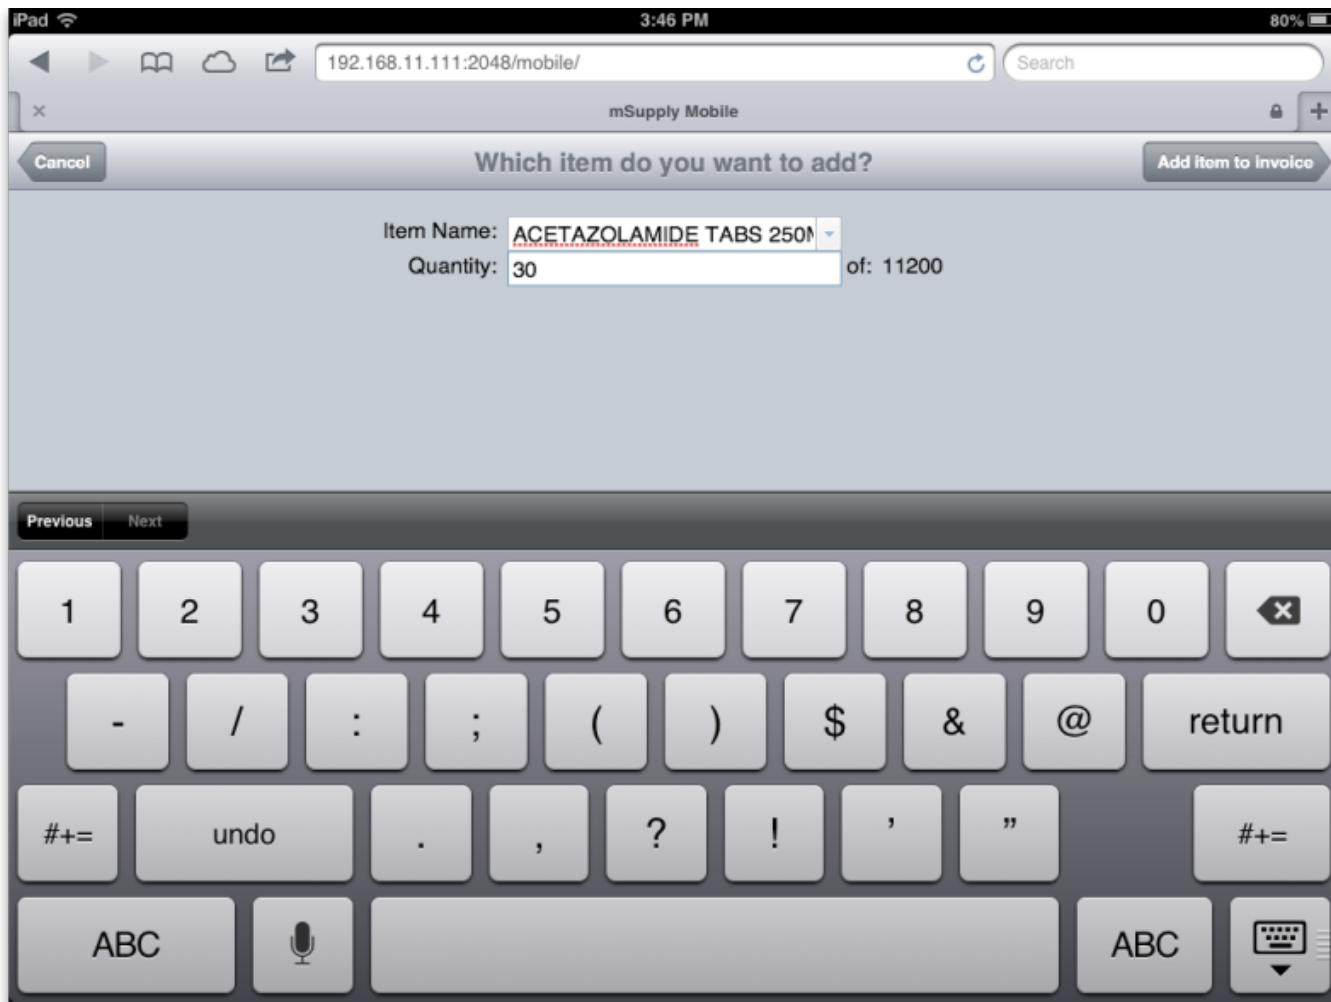 iPad 3:46 PM 80%
192.168.11.111:2048/mobile/ Search
mSupply Mobile
Cancel Which item do you want to add? Add item to invoice
Item Name: ACETAZOLAMIDE TABS 250M
Quantity: 30 of: 11200
Previous Next
1 2 3 4 5 6 7 8 9 0
- / : ; ( ) $ & @ return
#+= undo . , ? ! ' " #+=
ABC ABC